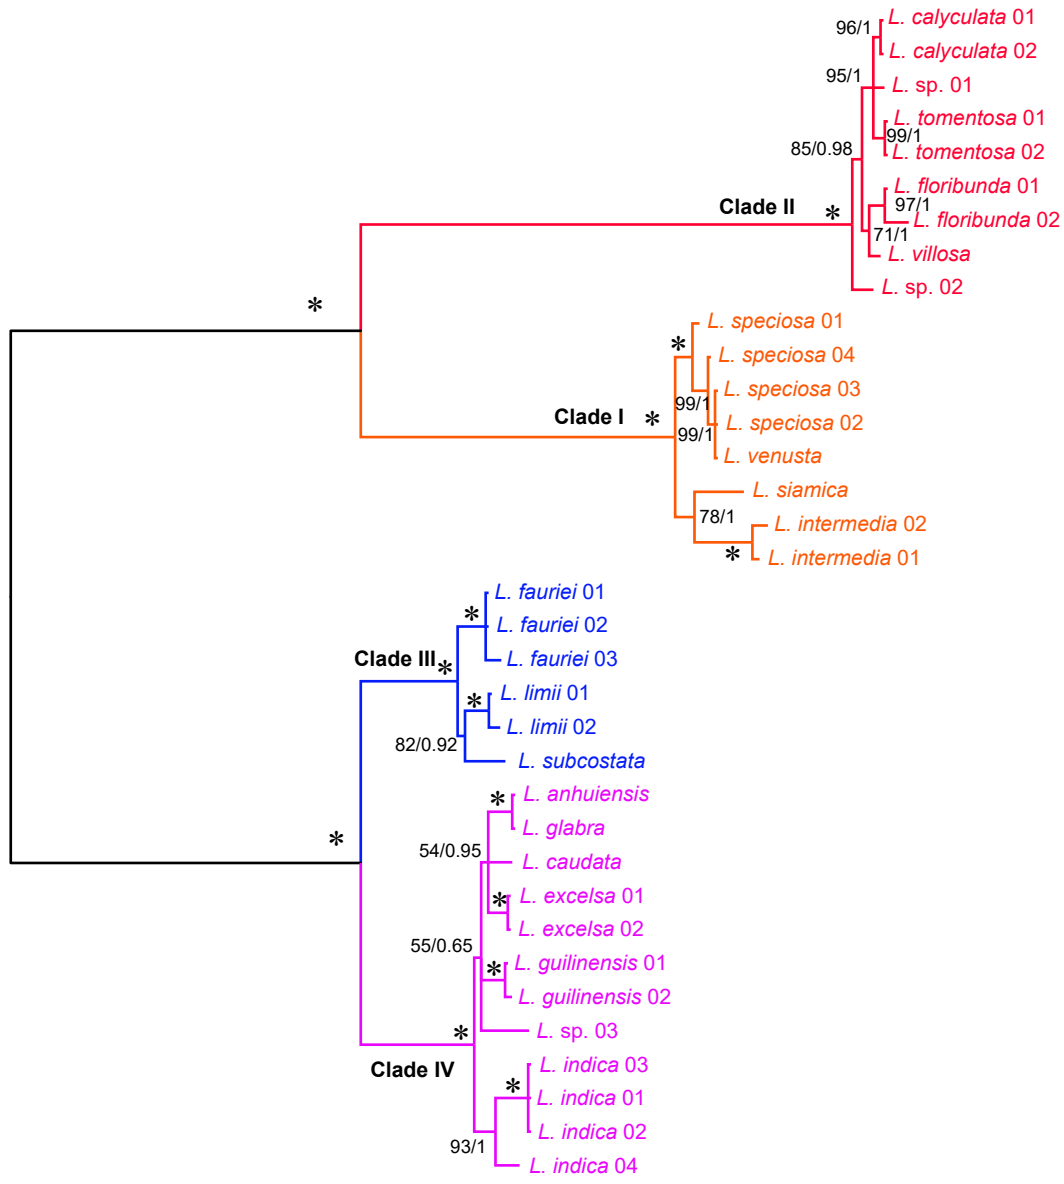 L. calyculata 01
96/1
L. calyculata 02
95/1
L. sp. 01
L. tomentosa 01
99/1
85/0.98
L. tomentosa 02
L. floribunda 01
Clade II
*
97/1
L. floribunda 02
71/1
L. villosa
L. sp. 02
*
L. speciosa 01
*
L. speciosa 04
L. speciosa 03
99/1
Clade I
*
L. speciosa 02
99/1
L. venusta
L. siamica
78/1
L. intermedia 02
*
L. intermedia 01
L. fauriei 01
*
L. fauriei 02
Clade III
*
L. fauriei 03
L. limii 01
*
L. limii 02
82/0.92
L. subcostata
L. anhuiensis
*
L. glabra
*
54/0.95
L. caudata
L. excelsa 01
*
L. excelsa 02
55/0.65
L. guilinensis 01
*
L. guilinensis 02
*
L. sp. 03
Clade IV
L. indica 03
*
L. indica 01
L. indica 02
93/1
L. indica 04